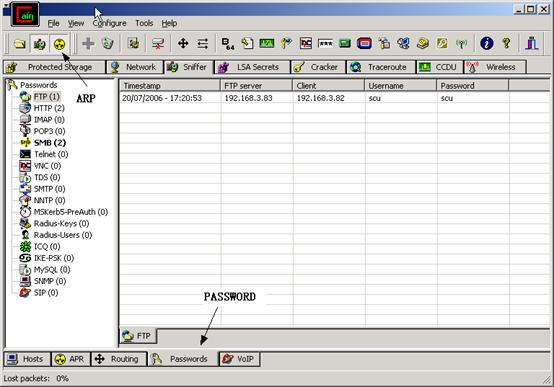 Cain
File View Configure Tools Help
Protected Storage Network Sniffer LSA Secrets Cracker Traceroute CCDU Wireless
Passwords
FTP (1)
HTTP (2)
IMAP (0)
POP3 (0)
SMB (2)
Telnet (0)
VNC (0)
TDS (0)
SMTP (0)
NNTP (0)
MSKerb5-PreAuth (0)
Radius-Keys (0)
Radius-Users (0)
ICQ (0)
IKE-PSK (0)
MySQL (0)
SNMP (0)
SIP (0)
ARP
Timestamp FTP server Client Username Password
20/07/2006 - 17:20:53 192.168.3.83 192.168.3.82 scu scu
PASSWORD
FTP
Hosts APR Routing Passwords VoIP
Lost packets: 0%